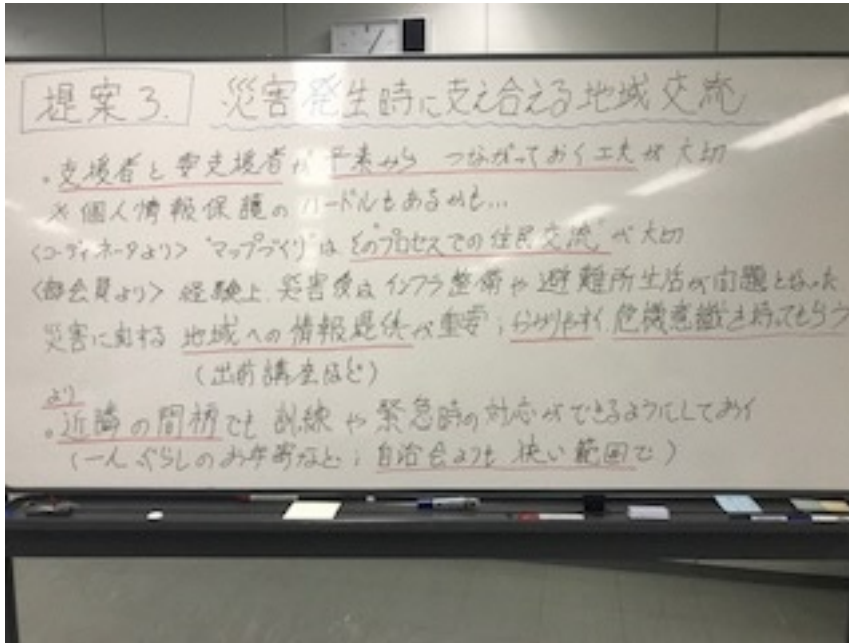 提案3. 災害発生時に支え合える地域交流
・支援者と要支援者が平素から つながっておく工夫が大切
※個人情報保護のハードルもあるかも…
〈コーディネータより〉"マップづくり"は そのプロセスでの住民交流 が大切
〈部会員より〉経験上、災害後はインフラ整備や避難所生活が問題となった
災害に対する 地域への情報提供が重要；わかりやすく 危機意識を持ってもらう
(出前講座など)
より
・近隣の間柄でも 訓練や緊急時の対応ができるようにしておく
(一人ぐらしのお年寄など；自治会よりも 狭い範囲で)